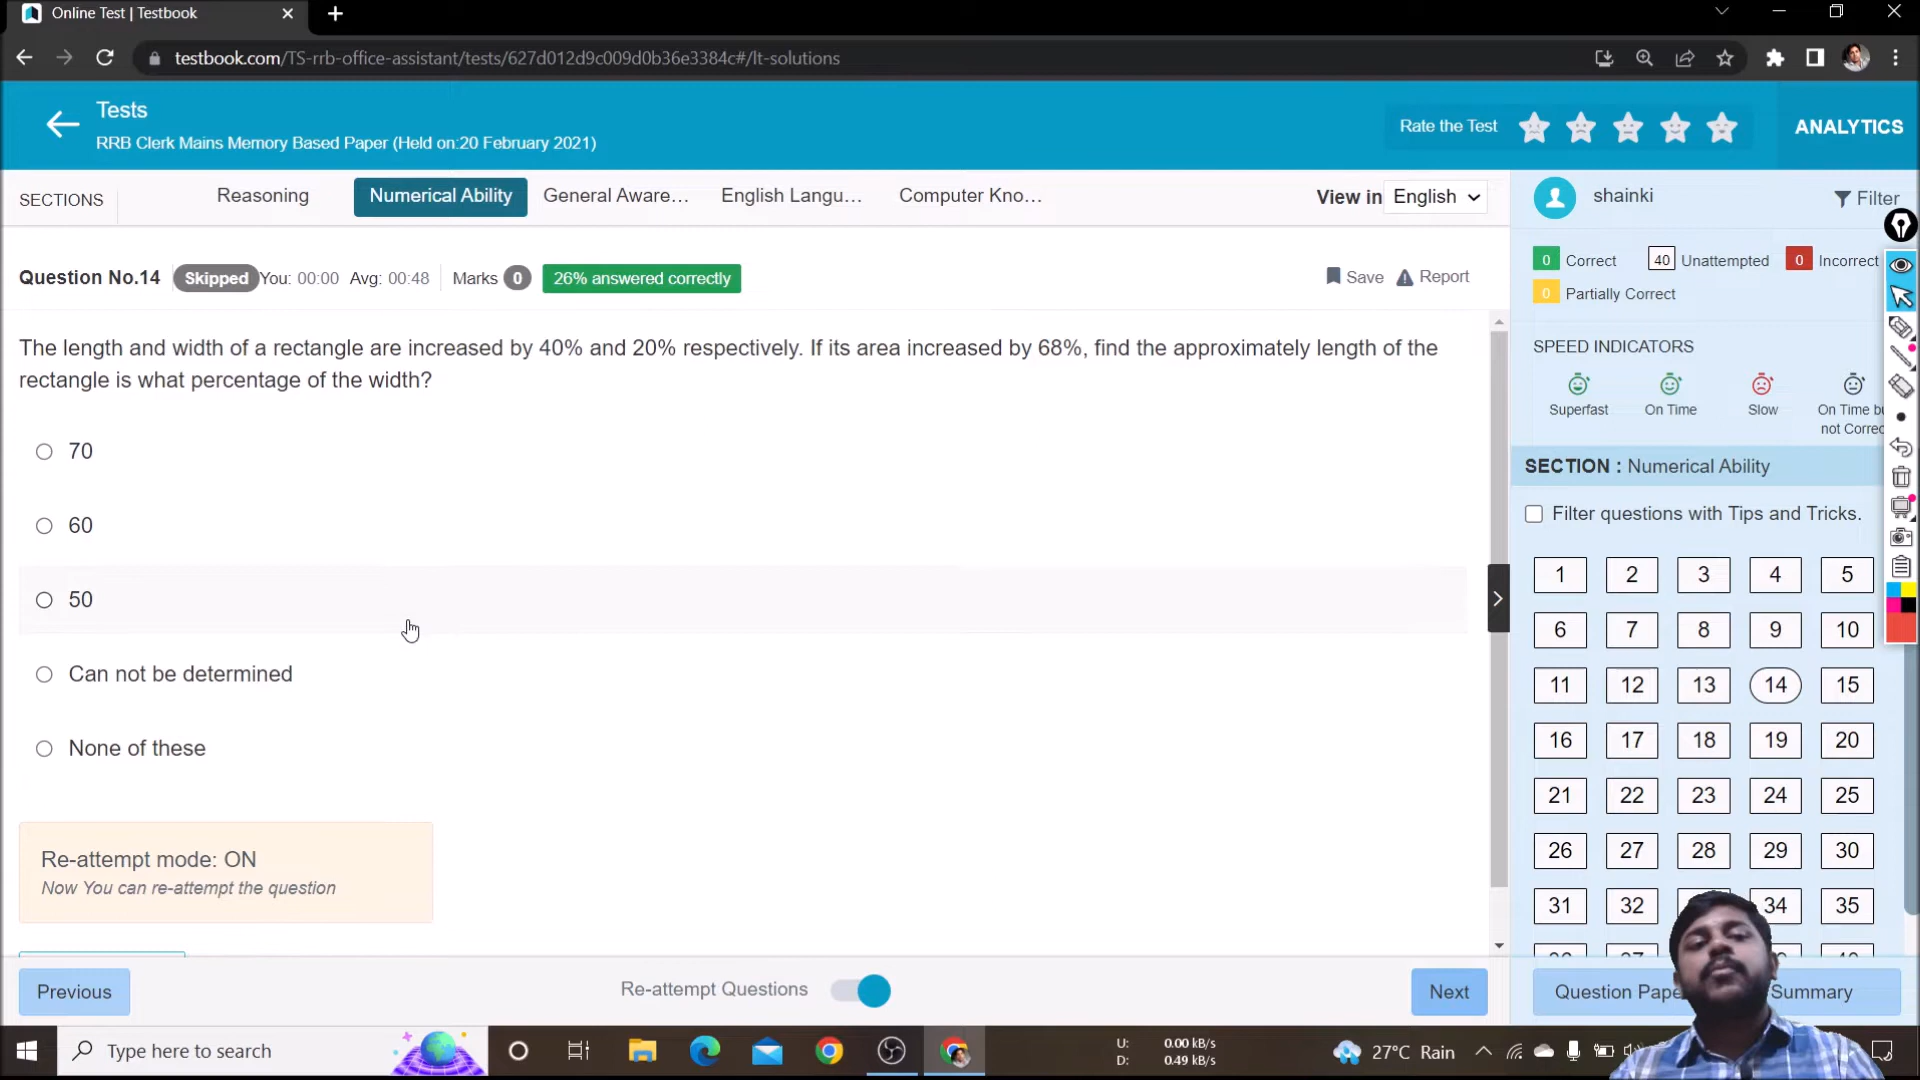 Online Test | Testbook
testbook.com/TS-rrb-office-assistant/tests/627d012d9c009d0b36e3384c#/lt-solutions
Tests
RRB Clerk Mains Memory Based Paper (Held on:20 February 2021)
Rate the Test
ANALYTICS
SECTIONS
Reasoning
Numerical Ability
General Aware...
English Langu...
Computer Kno...
View in English
shainki
Filter
Question No.14 Skipped You: 00:00 Avg: 00:48 Marks 0 26% answered correctly
Save Report
0 Correct 40 Unattempted 0 Incorrect
0 Partially Correct
The length and width of a rectangle are increased by 40% and 20% respectively. If its area increased by 68%, find the approximately length of the
rectangle is what percentage of the width?
70
60
50
Can not be determined
None of these
Re-attempt mode: ON
Now You can re-attempt the question
SPEED INDICATORS
Superfast On Time Slow On Time bu
not Correc
SECTION : Numerical Ability
Filter questions with Tips and Tricks.
1 2 3 4 5
6 7 8 9 10
11 12 13 14 15
16 17 18 19 20
21 22 23 24 25
26 27 28 29 30
31 32 34 35
Previous
Re-attempt Questions
Next
Question Pape Summary
Type here to search
U: 0.00 kB/s
D: 0.49 kB/s
27°C Rain